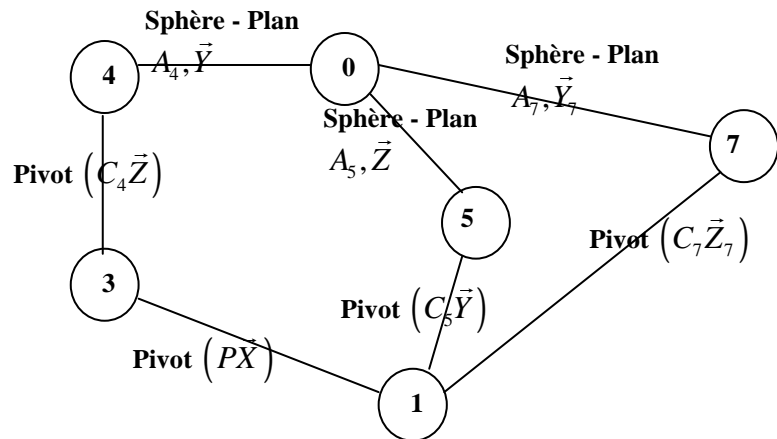 Sphère - Plan
A₄, Y⃗
4
0
Sphère - Plan
A₇, Y⃗₇
Sphère - Plan
A₅, Z⃗
7
Pivot (C₄Z⃗)
5
Pivot (C₇Z⃗₇)
3
Pivot (C₅Y⃗)
Pivot (PX⃗)
1